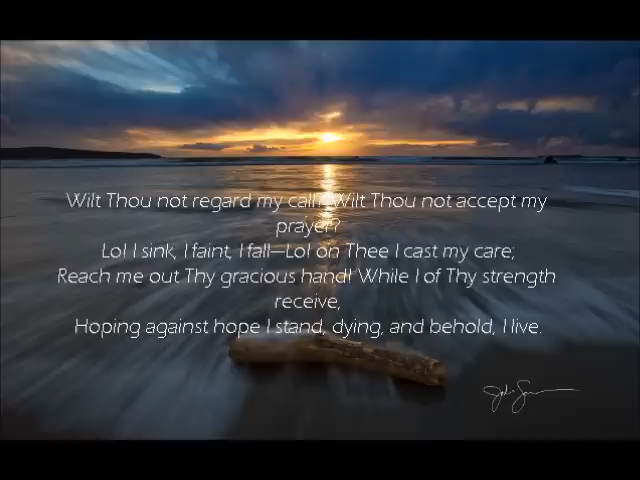 Wilt Thou not regard my call? Wilt Thou not accept my
prayer?
Lo! I sink, I faint, I fall—Lo! on Thee I cast my care;
Reach me out Thy gracious hand! While I of Thy strength
receive,
Hoping against hope I stand, dying, and behold, I live.